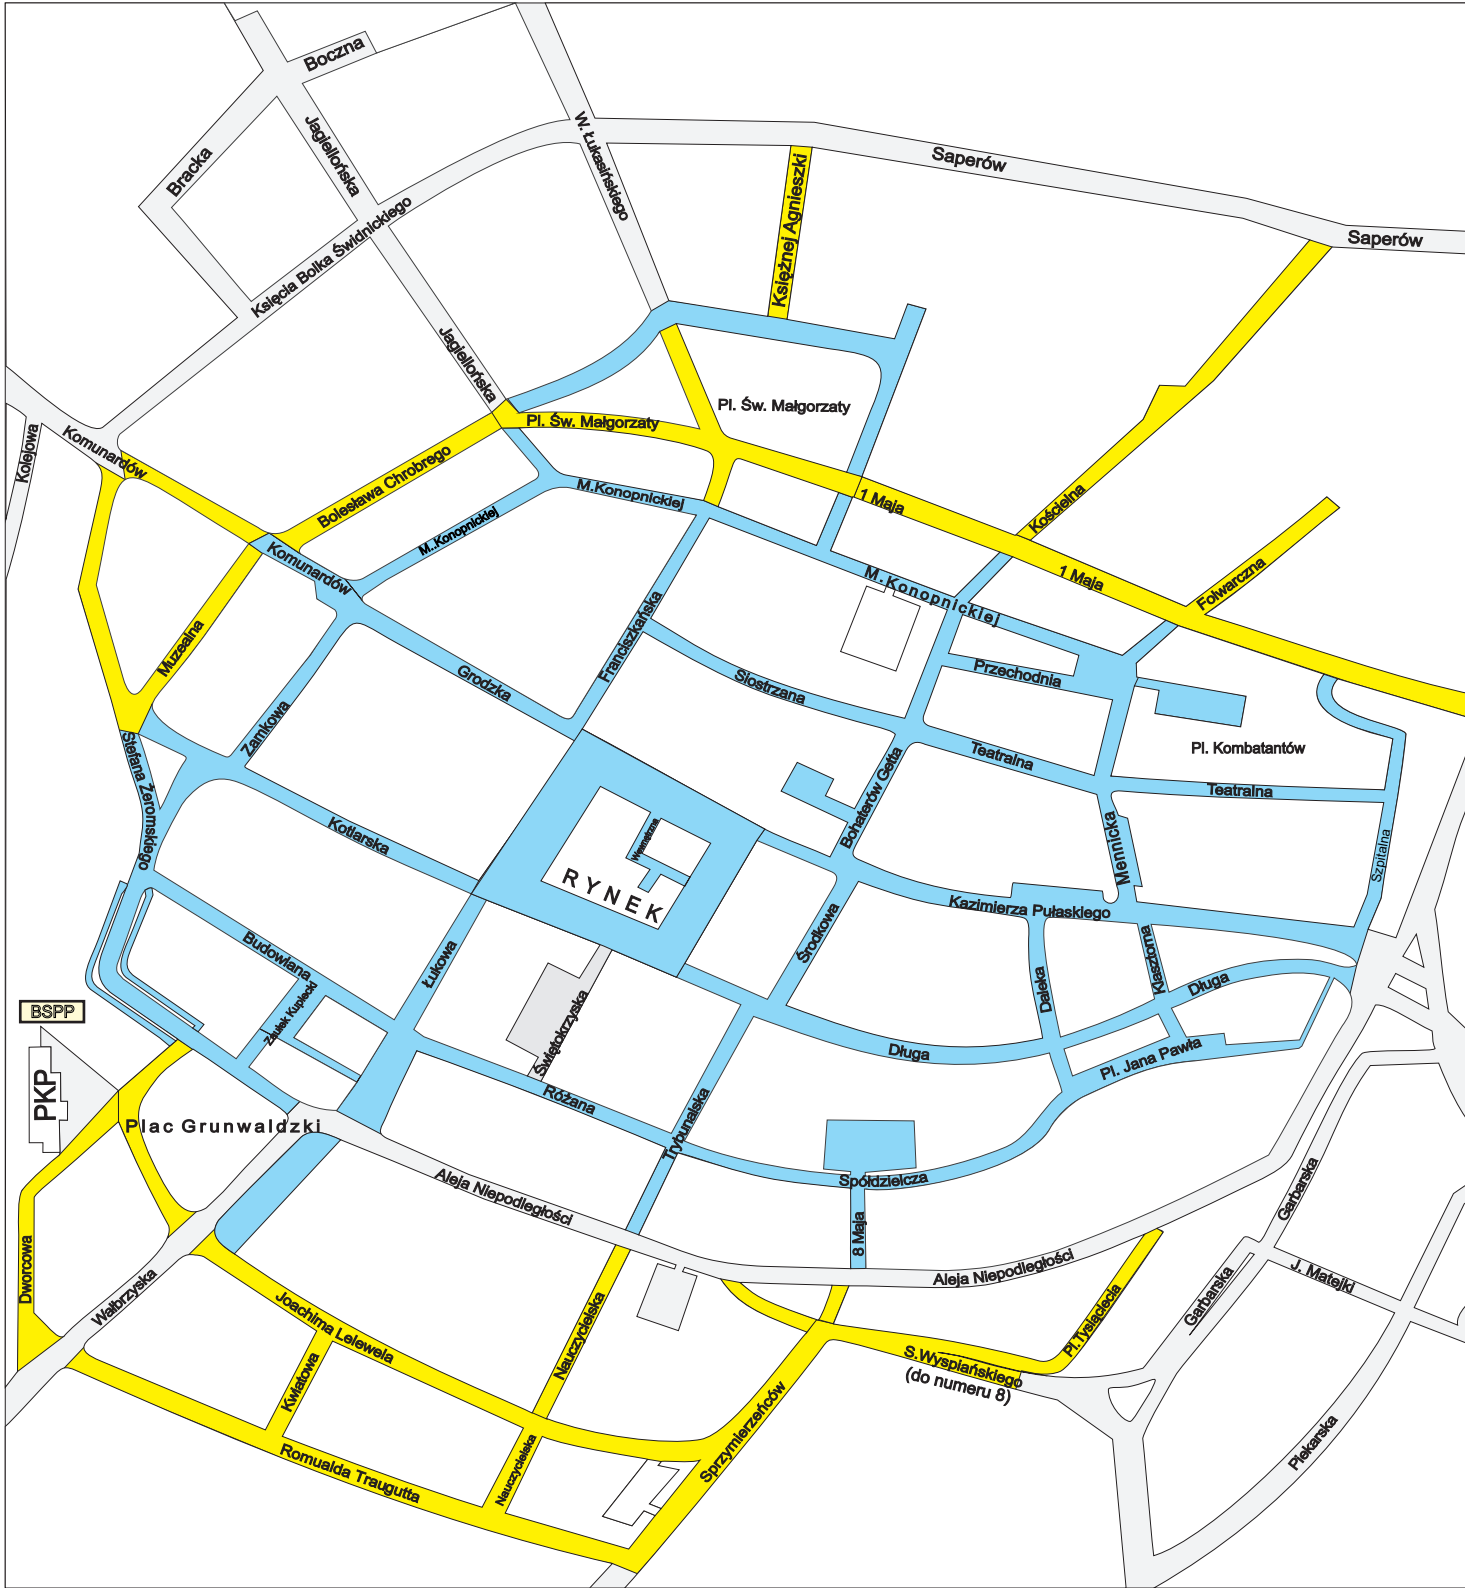 Boczna
Jagiellońska
W. Łukasińskiego
Bracka
Saperów
Księżnej Agnieszki
Saperów
Księcia Bolka Świdnickiego
Jagiellońska
Pl. Św. Małgorzaty
Pl. Św. Małgorzaty
Kolejowa
Komunardów
Bolesława Chrobrego
M.Konopnickiej
1 Maja
Kościelna
M..Konopnickiej
Komunardów
M.Konopnickiej
1 Maja
Folwarczna
Muzealna
Franciszkańska
Grodzka
Siostrzana
Przechodnia
Zamkowa
Stefana Żeromskiego
Teatralna
Pl. Kombatantów
Bohaterów Getta
Teatralna
Kotlarska
Wewnętrzna
RYNEK
Mennicka
Szpitalna
Kazimierza Pułaskiego
Budowlana
Łukowa
Środkowa
Klasztorna
Daleka
Długa
BSPP
Zaułek Kupiecki
Świętokrzyska
Długa
Pl. Jana Pawła
PKP
Różana
Plac Grunwaldzki
Trybunalska
Aleja Niepodległości
Spółdzielcza
Garbarska
8 Maja
Dworcowa
Wałbrzyska
Aleja Niepodległości
J. Matejki
Garbarska
Joachima Lelewela
Nauczycielska
Pl.Tysiąclecia
S.Wyspiańskiego
(do numeru 8)
Kwiatowa
Sprzymierzeńców
Romualda Traugutta
Nauczycielska
Piekarska